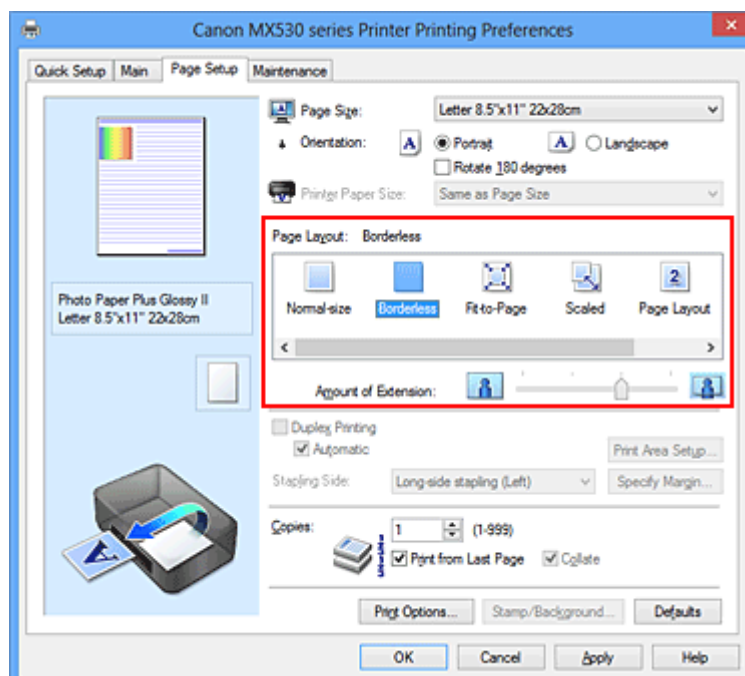 Canon MX530 series Printer Printing Preferences
Quick Setup Main Page Setup Maintenance
Page Size: Letter 8.5"x11" 22x28cm
Orientation: A Portrait A Landscape
Rotate 180 degrees
Printer Paper Size: Same as Page Size
Page Layout: Borderless
2
Normal-size Borderless Fit-to-Page Scaled Page Layout
Photo Paper Plus Glossy II
Letter 8.5"x11" 22x28cm
Amount of Extension:
Duplex Printing
Automatic Print Area Setup...
Stapling Side: Long-side stapling (Left) Specify Margin...
Copies: 1 (1-999)
Print from Last Page Collate
A
Print Options... Stamp/Background... Defaults
OK Cancel Apply Help